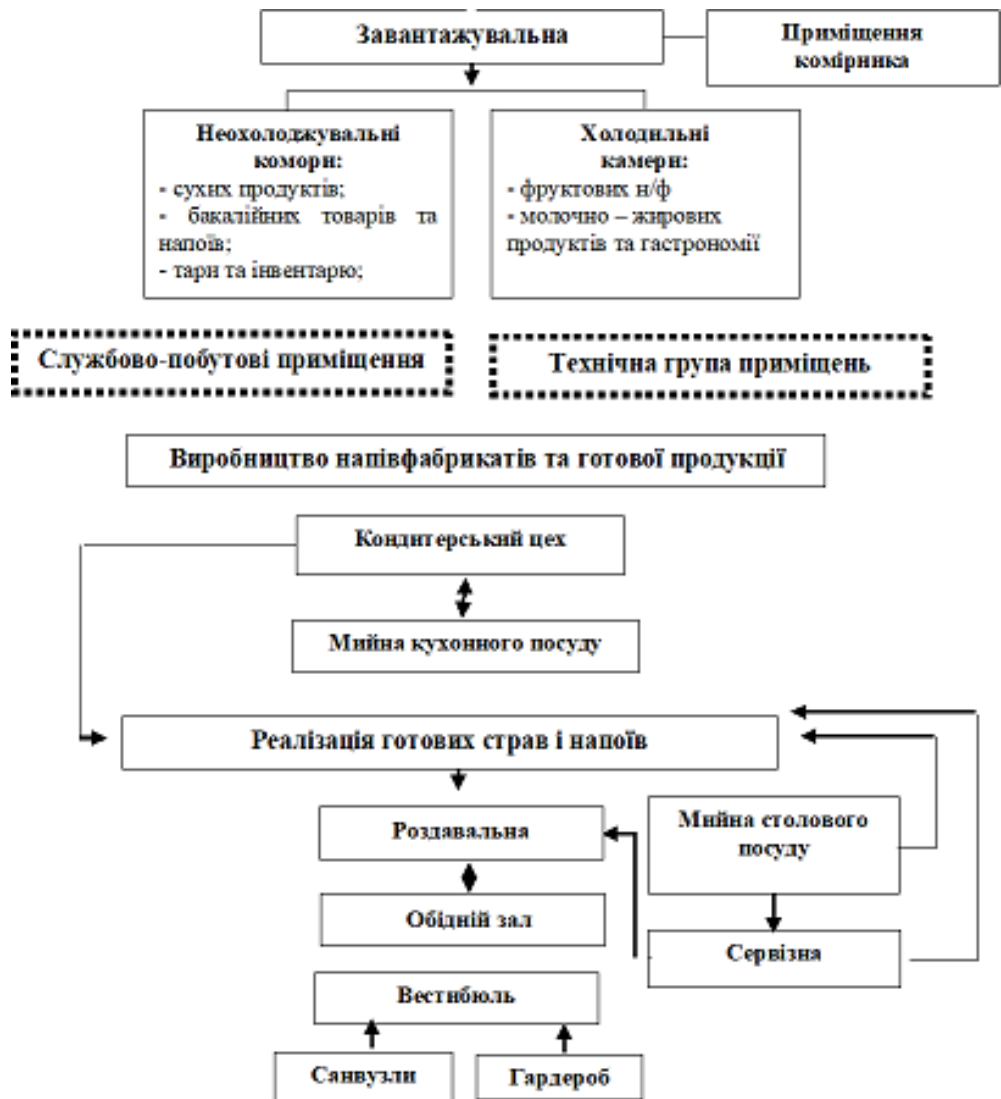 Завантажувальна
Приміщення
комірника
Неохолоджувальні
комори:
- сухих продуктів;
- бакалійних товарів та
напоїв;
- тари та інвентарю;
Холодильні
камери:
- фруктових н/ф
- молочно – жирових
продуктів та гастрономії
Службово-побутові приміщення
Технічна група приміщень
Виробництво напівфабрикатів та готової продукції
Кондитерський цех
Мийна кухонного посуду
Реалізація готових страв і напоїв
Роздавальна
Мийна столового
посуду
Обідній зал
Сервізна
Вестибюль
Санвузли
Гардероб